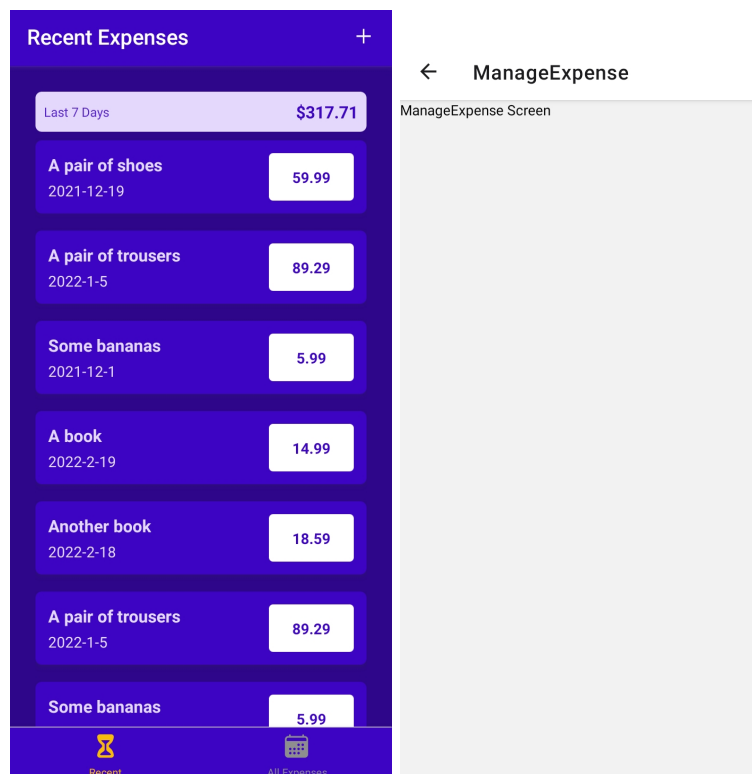 Recent Expenses
Last 7 Days $317.71
A pair of shoes
2021-12-19
59.99
A pair of trousers
2022-1-5
89.29
Some bananas
2021-12-1
5.99
A book
2022-2-19
14.99
Another book
2022-2-18
18.59
A pair of trousers
2022-1-5
89.29
Some bananas
5.99
Recent
All Expenses
ManageExpense
ManageExpense Screen